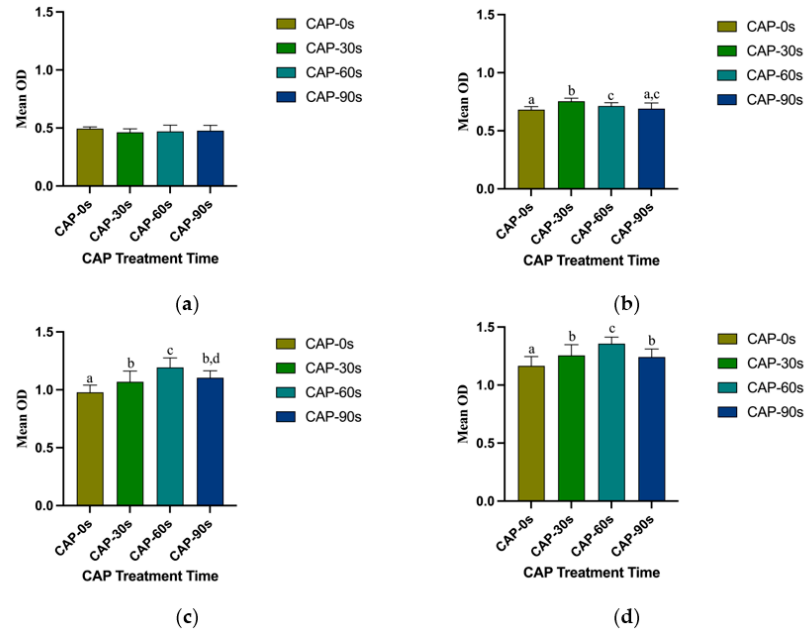 1.5
1.0
0.5
0.0
Mean OD
CAP-0s
CAP-30s
CAP-60s
CAP-90s
CAP Treatment Time
CAP-0s
CAP-30s
CAP-60s
CAP-90s
(a)
1.5
1.0
0.5
0.0
Mean OD
a
b
c
a,c
CAP-0s
CAP-30s
CAP-60s
CAP-90s
CAP Treatment Time
CAP-0s
CAP-30s
CAP-60s
CAP-90s
(b)
1.5
1.0
0.5
0.0
Mean OD
a
b
c
b,d
CAP-0s
CAP-30s
CAP-60s
CAP-90s
CAP Treatment Time
CAP-0s
CAP-30s
CAP-60s
CAP-90s
(c)
1.5
1.0
0.5
0.0
Mean OD
a
b
c
b
CAP-0s
CAP-30s
CAP-60s
CAP-90s
CAP Treatment Time
CAP-0s
CAP-30s
CAP-60s
CAP-90s
(d)